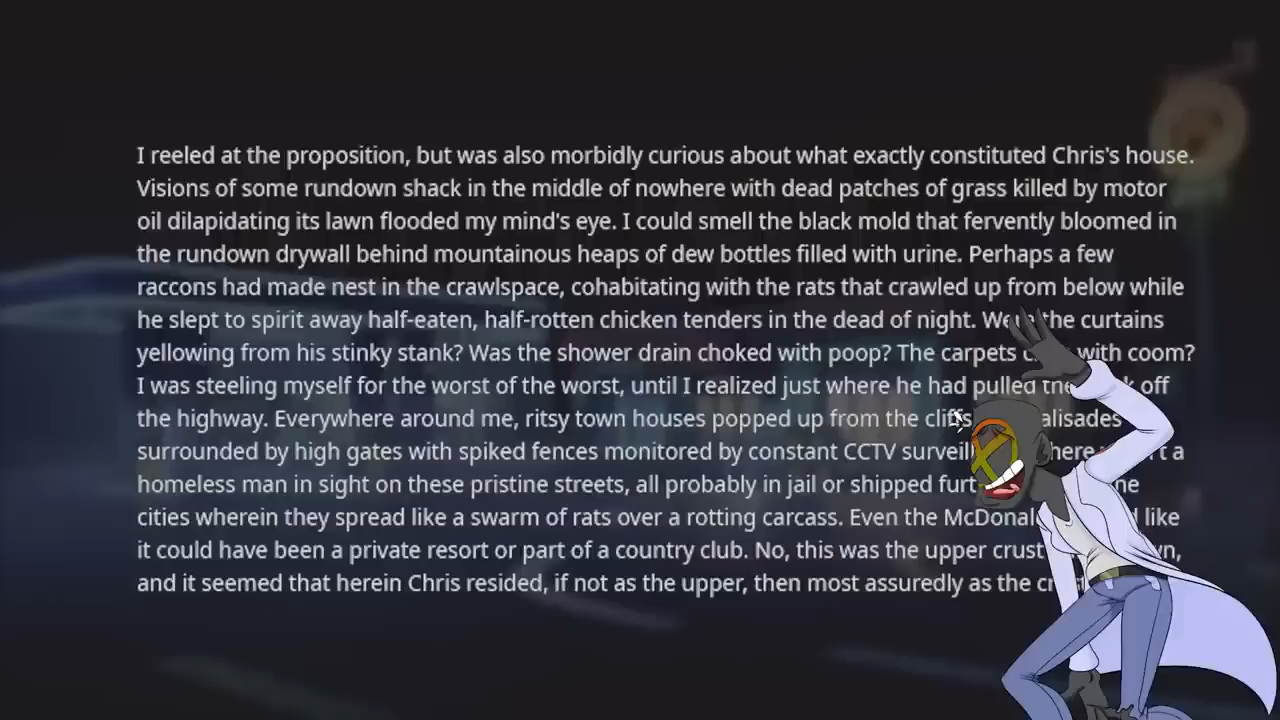 I reeled at the proposition, but was also morbidly curious about what exactly constituted Chris's house.
Visions of some rundown shack in the middle of nowhere with dead patches of grass killed by motor
oil dilapidating its lawn flooded my mind's eye. I could smell the black mold that fervently bloomed in
the rundown drywall behind mountainous heaps of dew bottles filled with urine. Perhaps a few
raccons had made nest in the crawlspace, cohabitating with the rats that crawled up from below while
he slept to spirit away half-eaten, half-rotten chicken tenders in the dead of night. the curtains
yellowing from his stinky stank? Was the shower drain choked with poop? The carpets with coom?
I was steeling myself for the worst of the worst, until I realized just where he had pulled the off
the highway. Everywhere around me, ritsy town houses popped up from the
surrounded by high gates with spiked fences monitored by constant CCTV a
homeless man in sight on these pristine streets, all probably in jail or shipped
cities wherein they spread like a swarm of rats over a rotting carcass. Even the like
it could have been a private resort or part of a country club. No, this was the upper
and it seemed that herein Chris resided, if not as the upper, then most assuredly as the